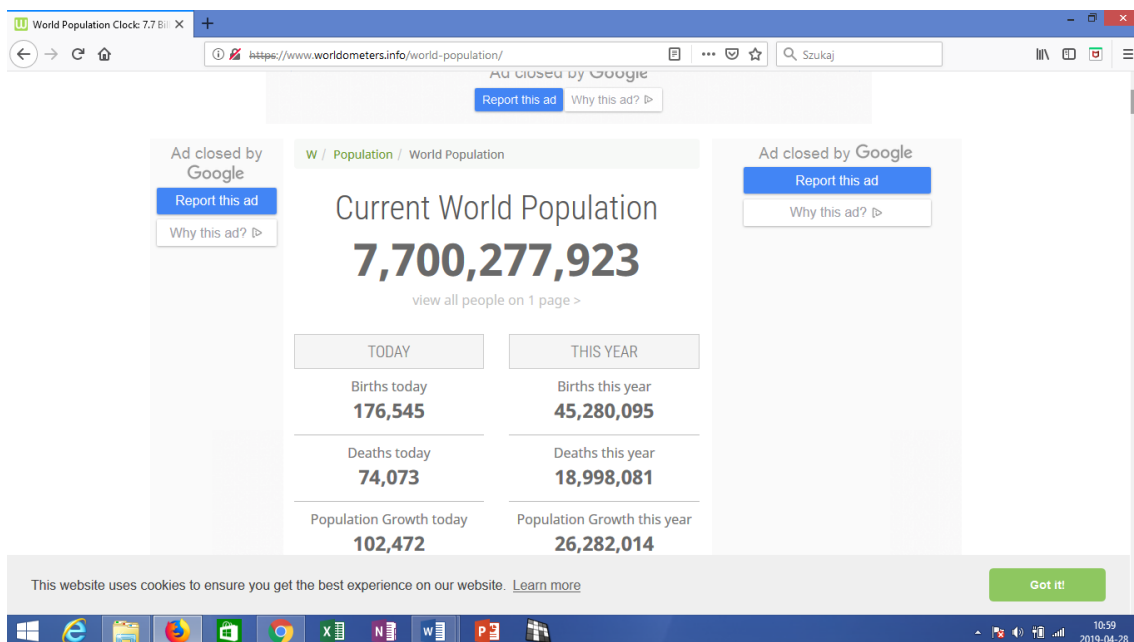 World Population Clock: 7.7 Bil
https://www.worldometers.info/world-population/
Szukaj
Ad closed by Google
Report this ad
Why this ad?
Ad closed by
Google
Report this ad
Why this ad?
W / Population / World Population
Current World Population
7,700,277,923
view all people on 1 page >
TODAY
THIS YEAR
Births today
176,545
Births this year
45,280,095
Deaths today
74,073
Deaths this year
18,998,081
Population Growth today
102,472
Population Growth this year
26,282,014
Ad closed by Google
Report this ad
Why this ad?
This website uses cookies to ensure you get the best experience on our website. Learn more
Got it!
10:59
2019-04-28